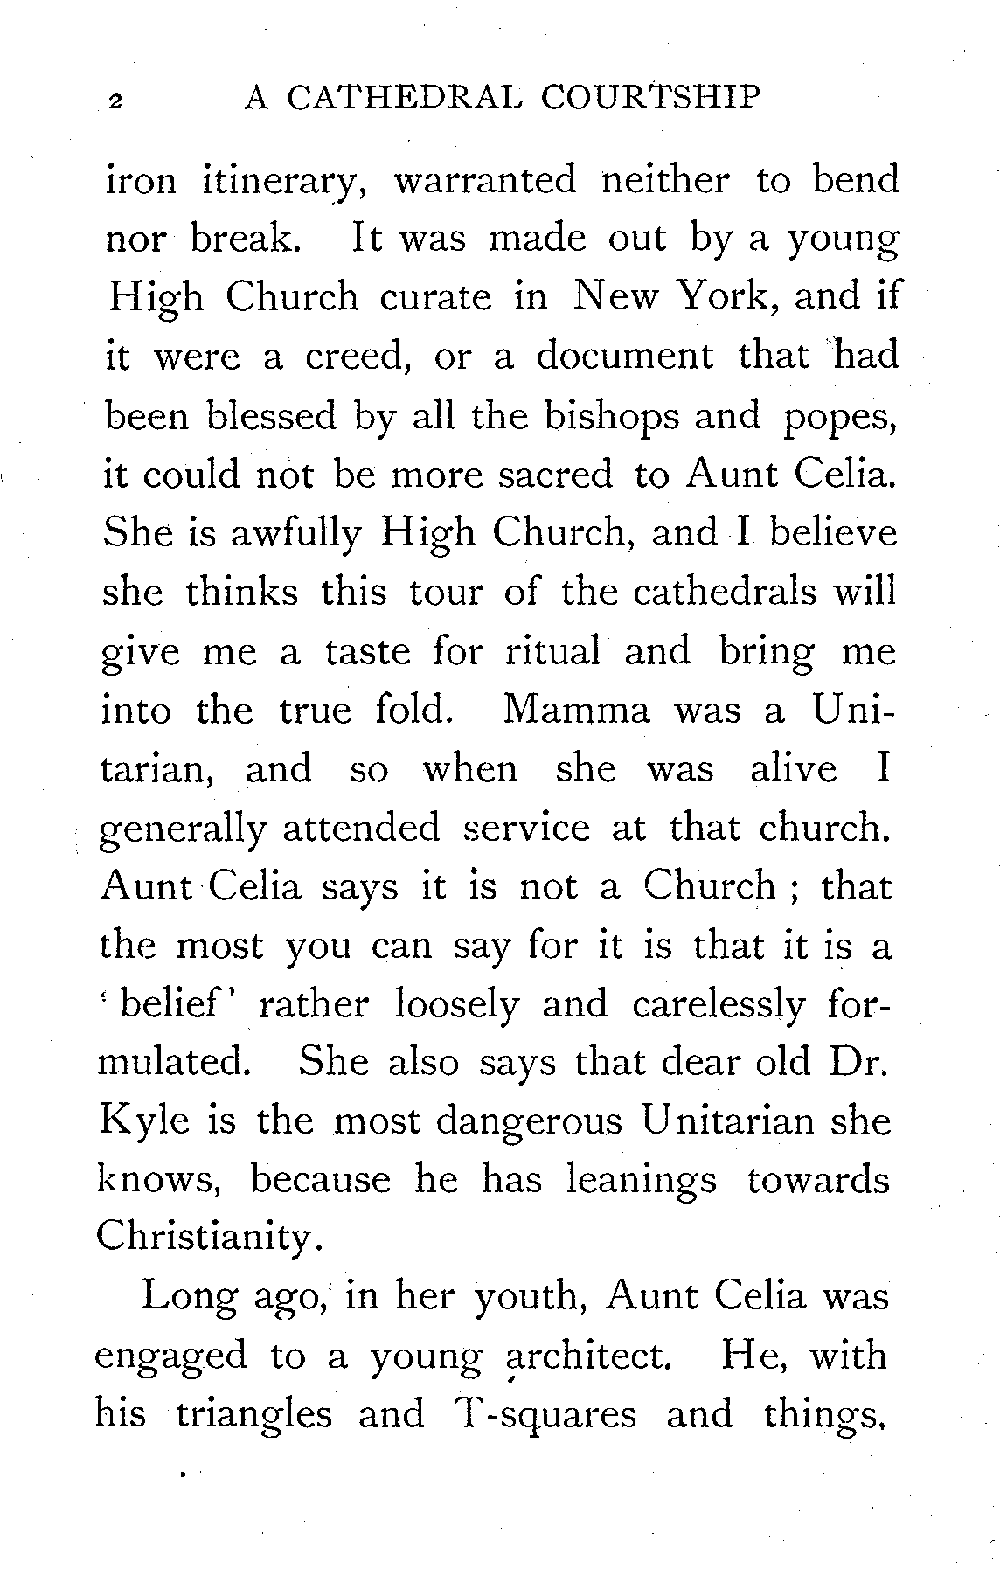 2 A CATHEDRAL COURTSHIP
iron itinerary, warranted neither to bend
nor break. It was made out by a young
High Church curate in New York, and if
it were a creed, or a document that had
been blessed by all the bishops and popes,
it could not be more sacred to Aunt Celia.
She is awfully High Church, and I believe
she thinks this tour of the cathedrals will
give me a taste for ritual and bring me
into the true fold. Mamma was a Uni-
tarian, and so when she was alive I
generally attended service at that church.
Aunt Celia says it is not a Church ; that
the most you can say for it is that it is a
‘belief’ rather loosely and carelessly for-
mulated. She also says that dear old Dr.
Kyle is the most dangerous Unitarian she
knows, because he has leanings towards
Christianity.
Long ago, in her youth, Aunt Celia was
engaged to a young architect. He, with
his triangles and T-squares and things,